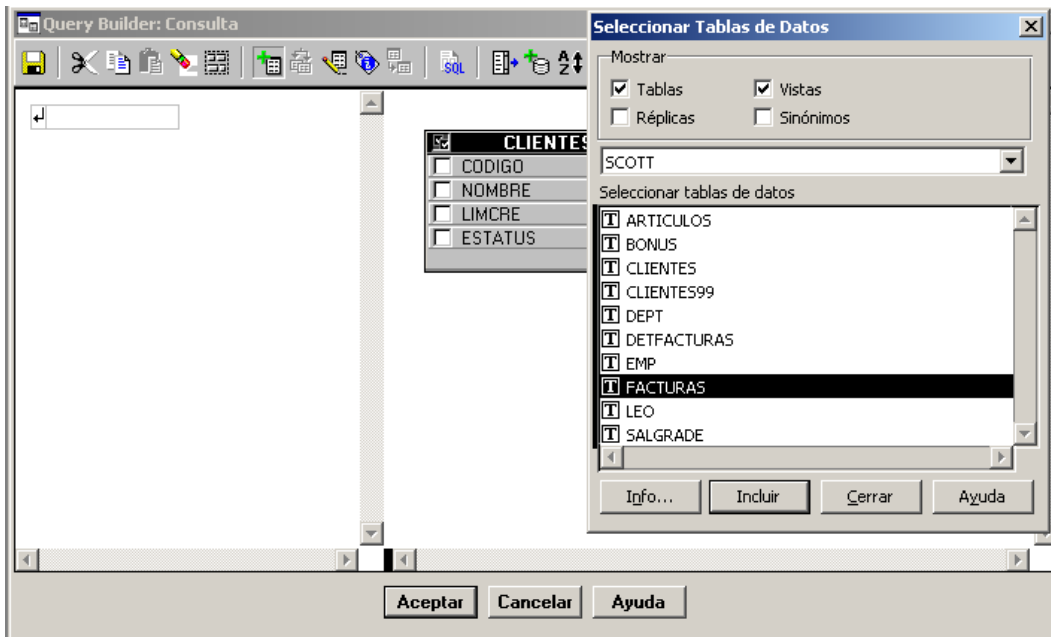 Query Builder: Consulta
SQL
CLIENTES
CODIGO
NOMBRE
LIMCRE
ESTATUS
Seleccionar Tablas de Datos
Mostrar
Tablas
Vistas
Réplicas
Sinónimos
SCOTT
Seleccionar tablas de datos
T ARTICULOS
T BONUS
T CLIENTES
T CLIENTES99
T DEPT
T DETFACTURAS
T EMP
T FACTURAS
T LEO
T SALGRADE
Info...
Incluir
Cerrar
Ayuda
Aceptar
Cancelar
Ayuda